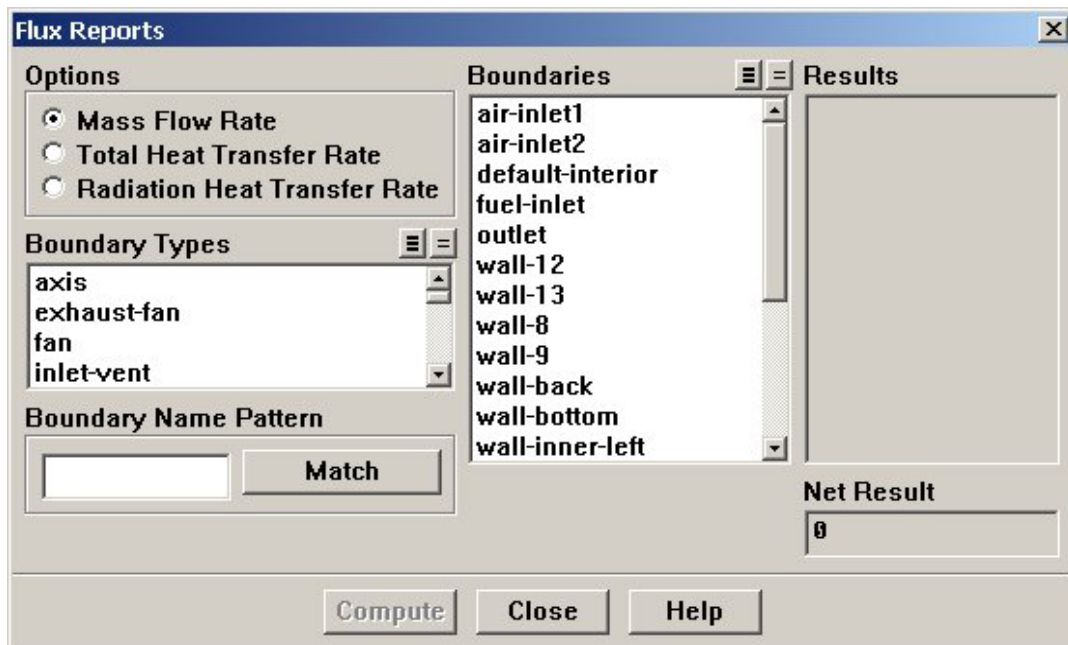 Flux Reports
Options
Mass Flow Rate
Total Heat Transfer Rate
Radiation Heat Transfer Rate
Boundary Types
axis
exhaust-fan
fan
inlet-vent
Boundary Name Pattern
Match
Boundaries
air-inlet1
air-inlet2
default-interior
fuel-inlet
outlet
wall-12
wall-13
wall-8
wall-9
wall-back
wall-bottom
wall-inner-left
Results
Net Result
0
Compute
Close
Help